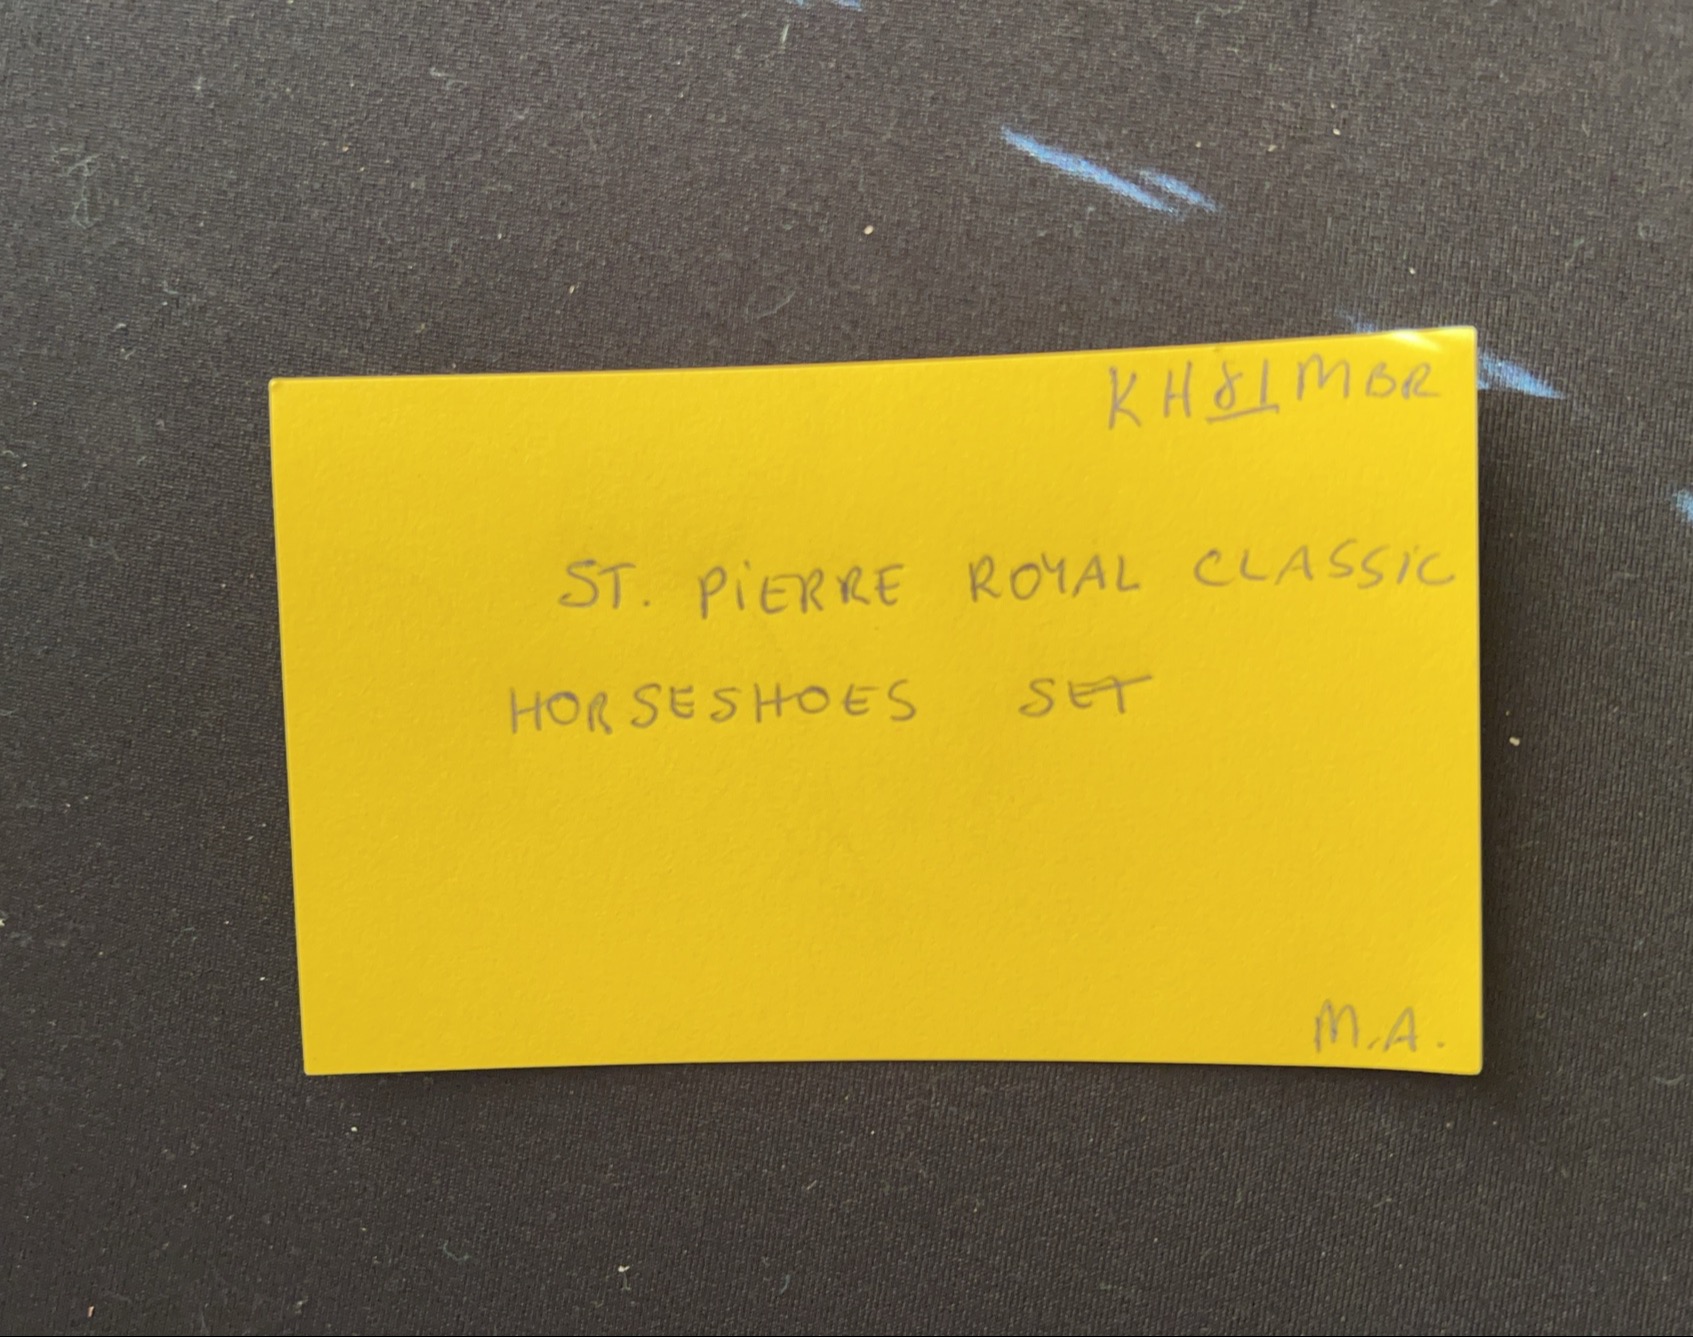 KH81MBR
ST. PiERRE ROYAL CLASSiC
HORSESHOES SET
M.A.